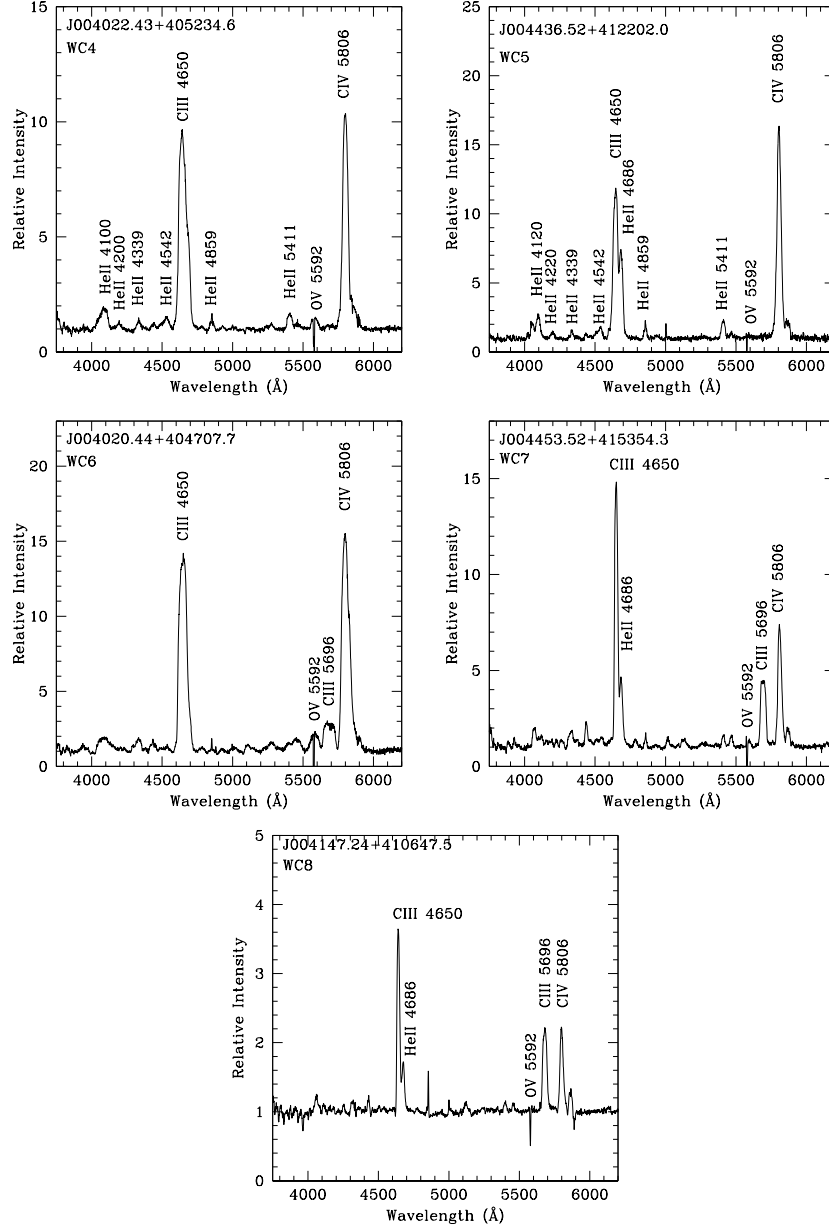 J004022.43+405234.6
WC4
CIII 4650
CIV 5806
HeII 4100
HeII 4200
HeII 4339
HeII 4542
HeII 4859
HeII 5411
OV 5592
Relative Intensity
15
10
5
0
4000 4500 5000 5500 6000
Wavelength (Å)
J004436.52+412202.0
WC5
CIII 4650
HeII 4686
CIV 5806
HeII 4120
HeII 4220
HeII 4339
HeII 4542
HeII 4859
HeII 5411
OV 5592
Relative Intensity
25
20
15
10
5
0
4000 4500 5000 5500 6000
Wavelength (Å)
J004020.44+404707.7
WC6
CIII 4650
CIV 5806
OV 5592
CIII 5696
Relative Intensity
20
15
10
5
0
4000 4500 5000 5500 6000
Wavelength (Å)
J004453.52+415354.3
WC7
CIII 4650
HeII 4686
OV 5592
CIII 5696
CIV 5806
Relative Intensity
15
10
5
0
4000 4500 5000 5500 6000
Wavelength (Å)
J004147.24+410647.5
WC8
CIII 4650
HeII 4686
OV 5592
CIII 5696
CIV 5806
Relative Intensity
5
4
3
2
1
0
4000 4500 5000 5500 6000
Wavelength (Å)